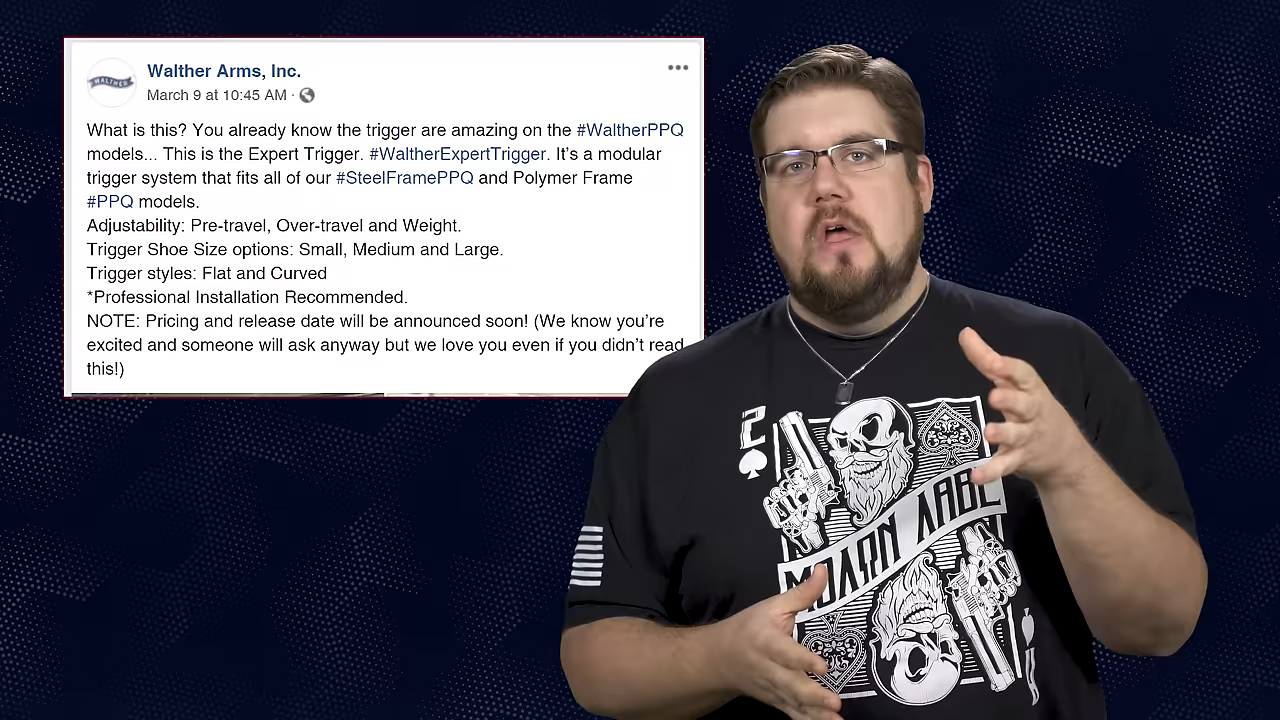 Walther Arms, Inc.
March 9 at 10:45 AM ·
WALTHER
What is this? You already know the trigger are amazing on the #WaltherPPQ
models... This is the Expert Trigger. #WaltherExpertTrigger. It's a modular
trigger system that fits all of our #SteelFramePPQ and Polymer Frame
#PPQ models.
Adjustability: Pre-travel, Over-travel and Weight.
Trigger Shoe Size options: Small, Medium and Large.
Trigger styles: Flat and Curved
*Professional Installation Recommended.
NOTE: Pricing and release date will be announced soon! (We know you're
excited and someone will ask anyway but we love you even if you didn't read
this!)
2